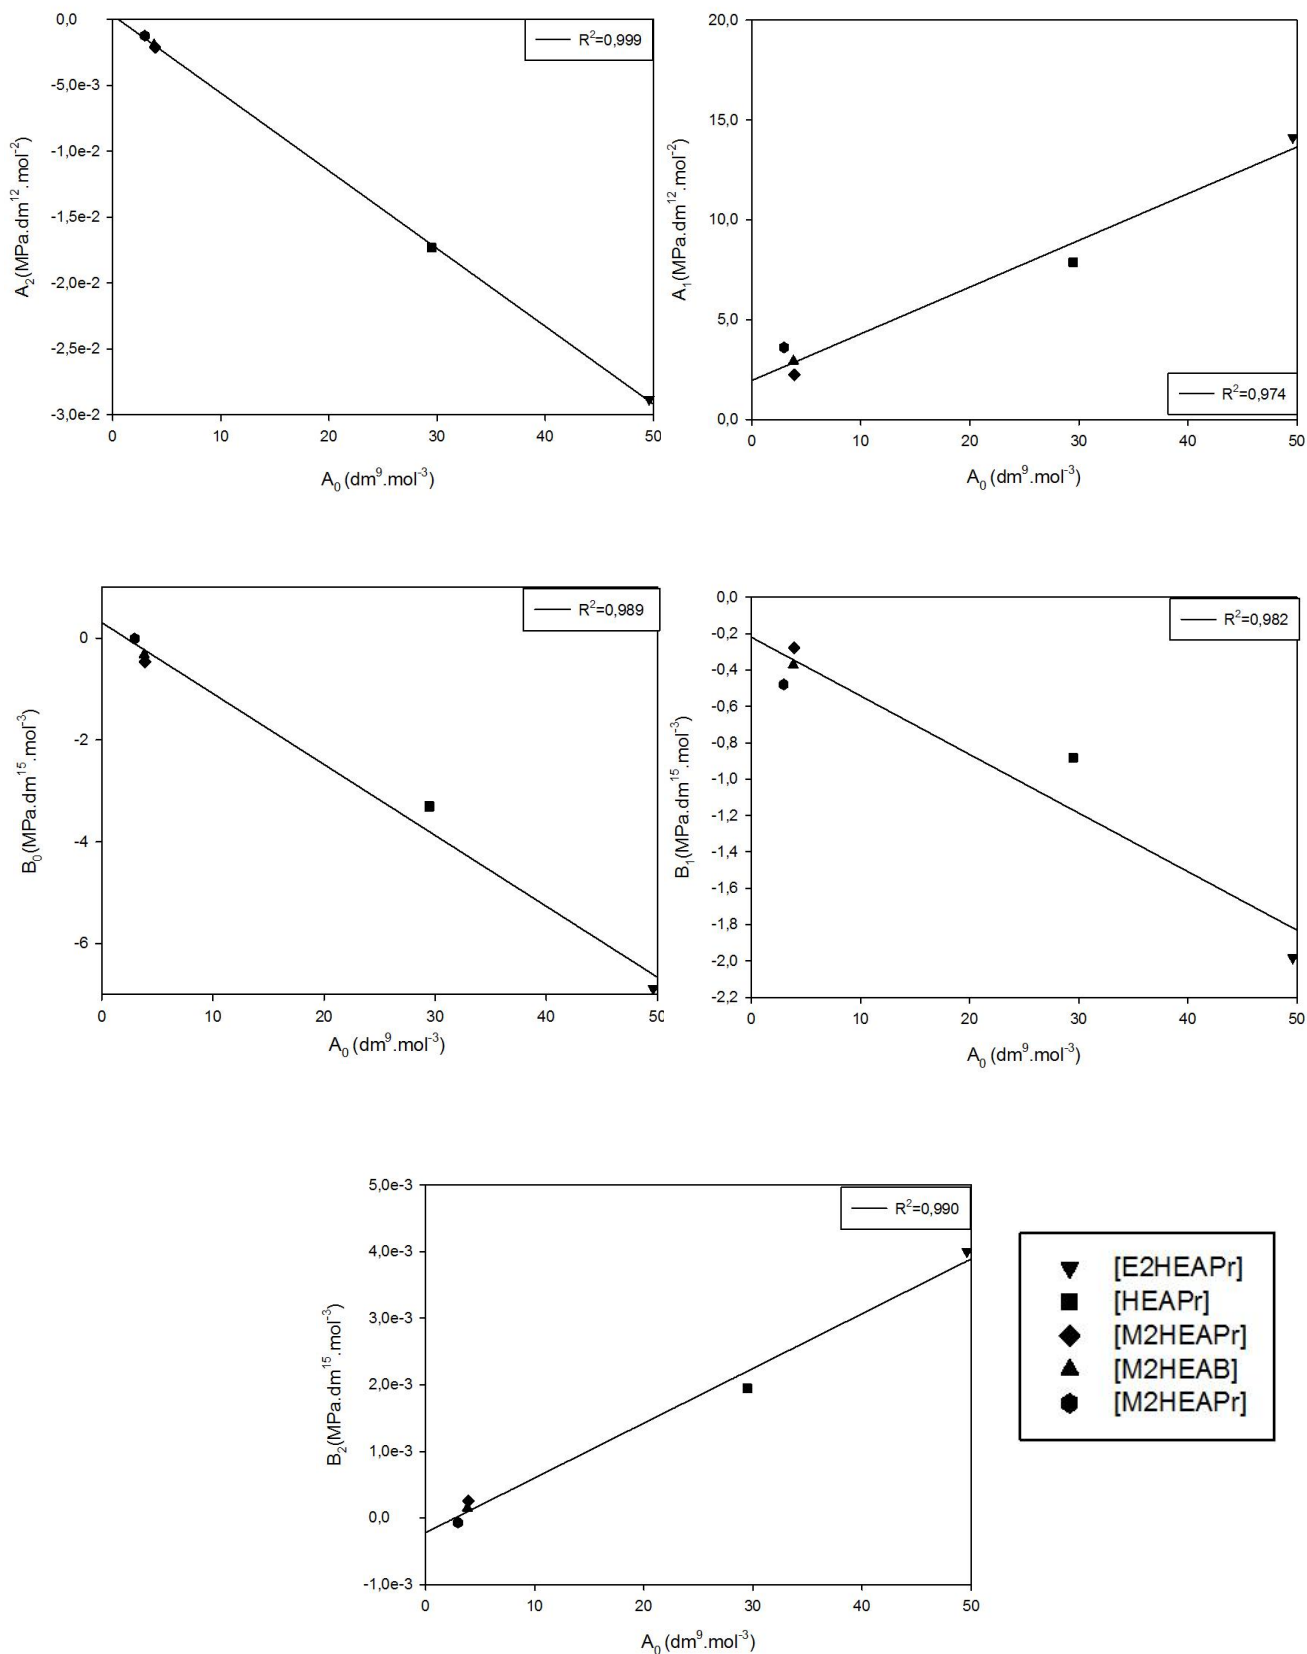 0,0
-5,0e-3
-1,0e-2
-1,5e-2
-2,0e-2
-2,5e-2
-3,0e-2
A₂(MPa.dm¹².mol⁻²)
R²=0,999
0 10 20 30 40 50
A₀ (dm⁹.mol⁻³)
20,0
15,0
10,0
5,0
0,0
A₁(MPa.dm¹².mol⁻²)
R²=0,974
0 10 20 30 40 50
A₀ (dm⁹.mol⁻³)
0
-2
-4
-6
B₀(MPa.dm¹⁵.mol⁻³)
R²=0,989
0 10 20 30 40 50
A₀ (dm⁹.mol⁻³)
0,0
-0,2
-0,4
-0,6
-0,8
-1,0
-1,2
-1,4
-1,6
-1,8
-2,0
-2,2
B₁(MPa.dm¹⁵.mol⁻³)
R²=0,982
0 10 20 30 40 50
A₀ (dm⁹.mol⁻³)
5,0e-3
4,0e-3
3,0e-3
2,0e-3
1,0e-3
0,0
-1,0e-3
B₂(MPa.dm¹⁵.mol⁻³)
R²=0,990
0 10 20 30 40 50
A₀ (dm⁹.mol⁻³)
[E2HEAPr]
[HEAPr]
[M2HEAPr]
[M2HEAB]
[M2HEAPr]